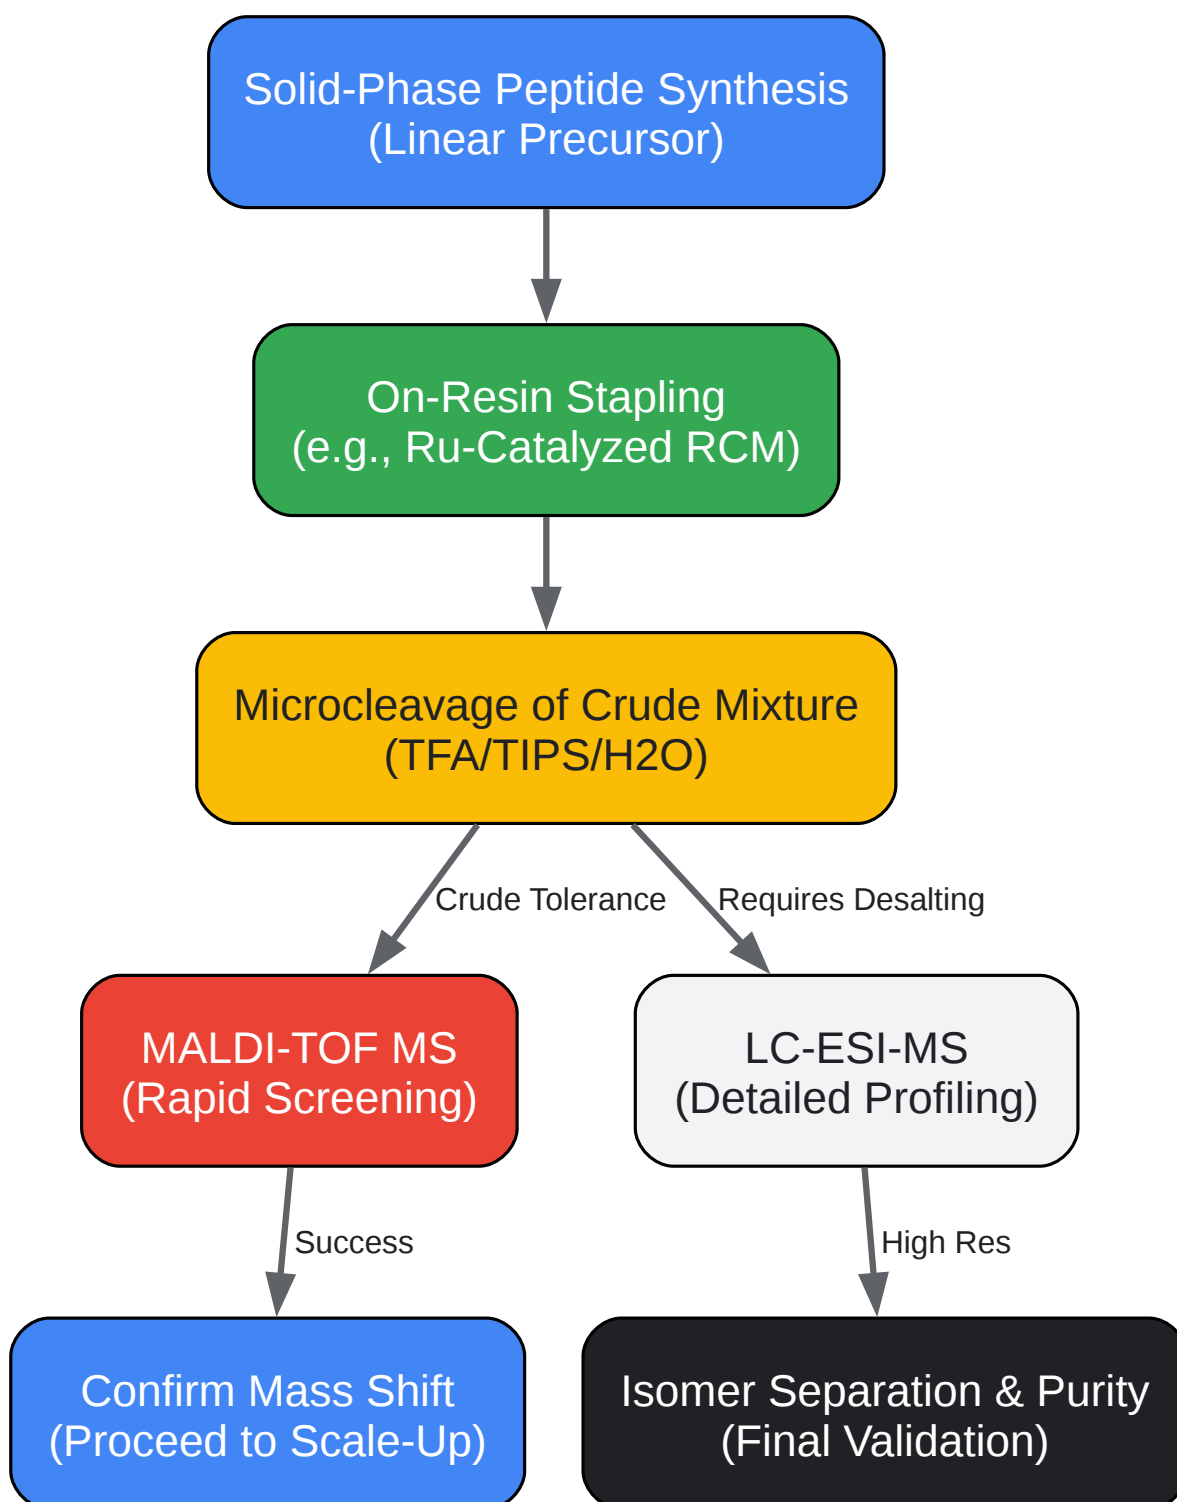 Solid-Phase Peptide Synthesis
(Linear Precursor)
On-Resin Stapling
(e.g., Ru-Catalyzed RCM)
Microcleavage of Crude Mixture
(TFA/TIPS/H2O)
Crude Tolerance
Requires Desalting
MALDI-TOF MS
(Rapid Screening)
LC-ESI-MS
(Detailed Profiling)
Success
High Res
Confirm Mass Shift
(Proceed to Scale-Up)
Isomer Separation & Purity
(Final Validation)